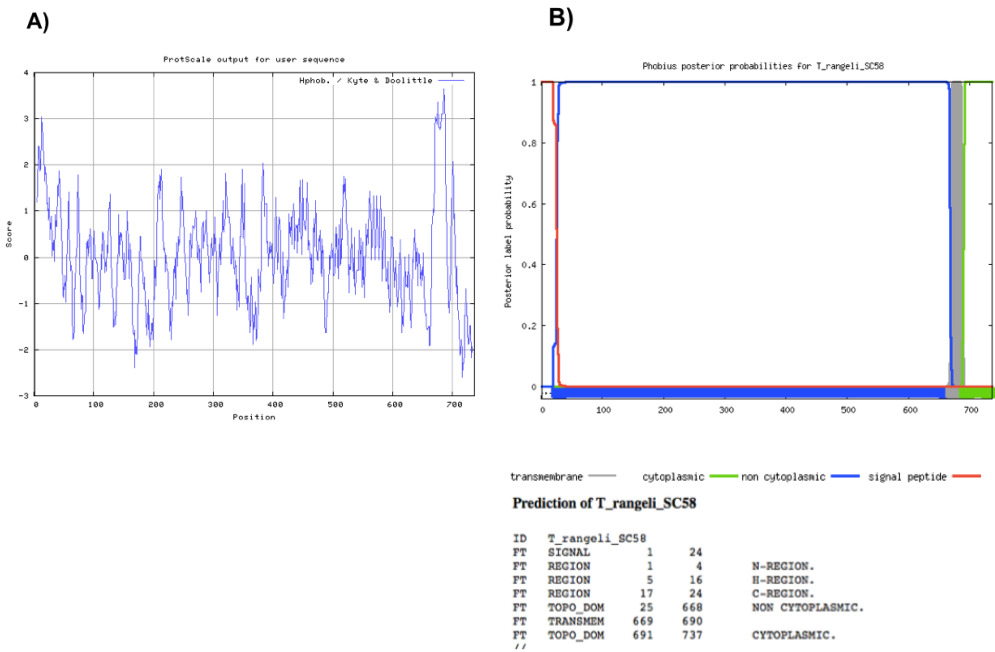 A)
B)
ProtScale output for user sequence
Hphob. / Kyte & Doolittle
4
3
2
1
0
-1
-2
-3
Score
0 100 200 300 400 500 600 700
Position
Phobius posterior probabilities for T_rangeli_SC58
1
0.8
0.6
0.4
0.2
0
Posterior label probability
0 100 200 300 400 500 600 700
transmembrane cytoplasmic non cytoplasmic signal peptide
Prediction of T_rangeli_SC58
ID T_rangeli_SC58
FT SIGNAL 1 24
FT REGION 1 4 N-REGION.
FT REGION 5 16 H-REGION.
FT REGION 17 24 C-REGION.
FT TOPO_DOM 25 668 NON CYTOPLASMIC.
FT TRANSMEM 669 690
FT TOPO_DOM 691 737 CYTOPLASMIC.
//